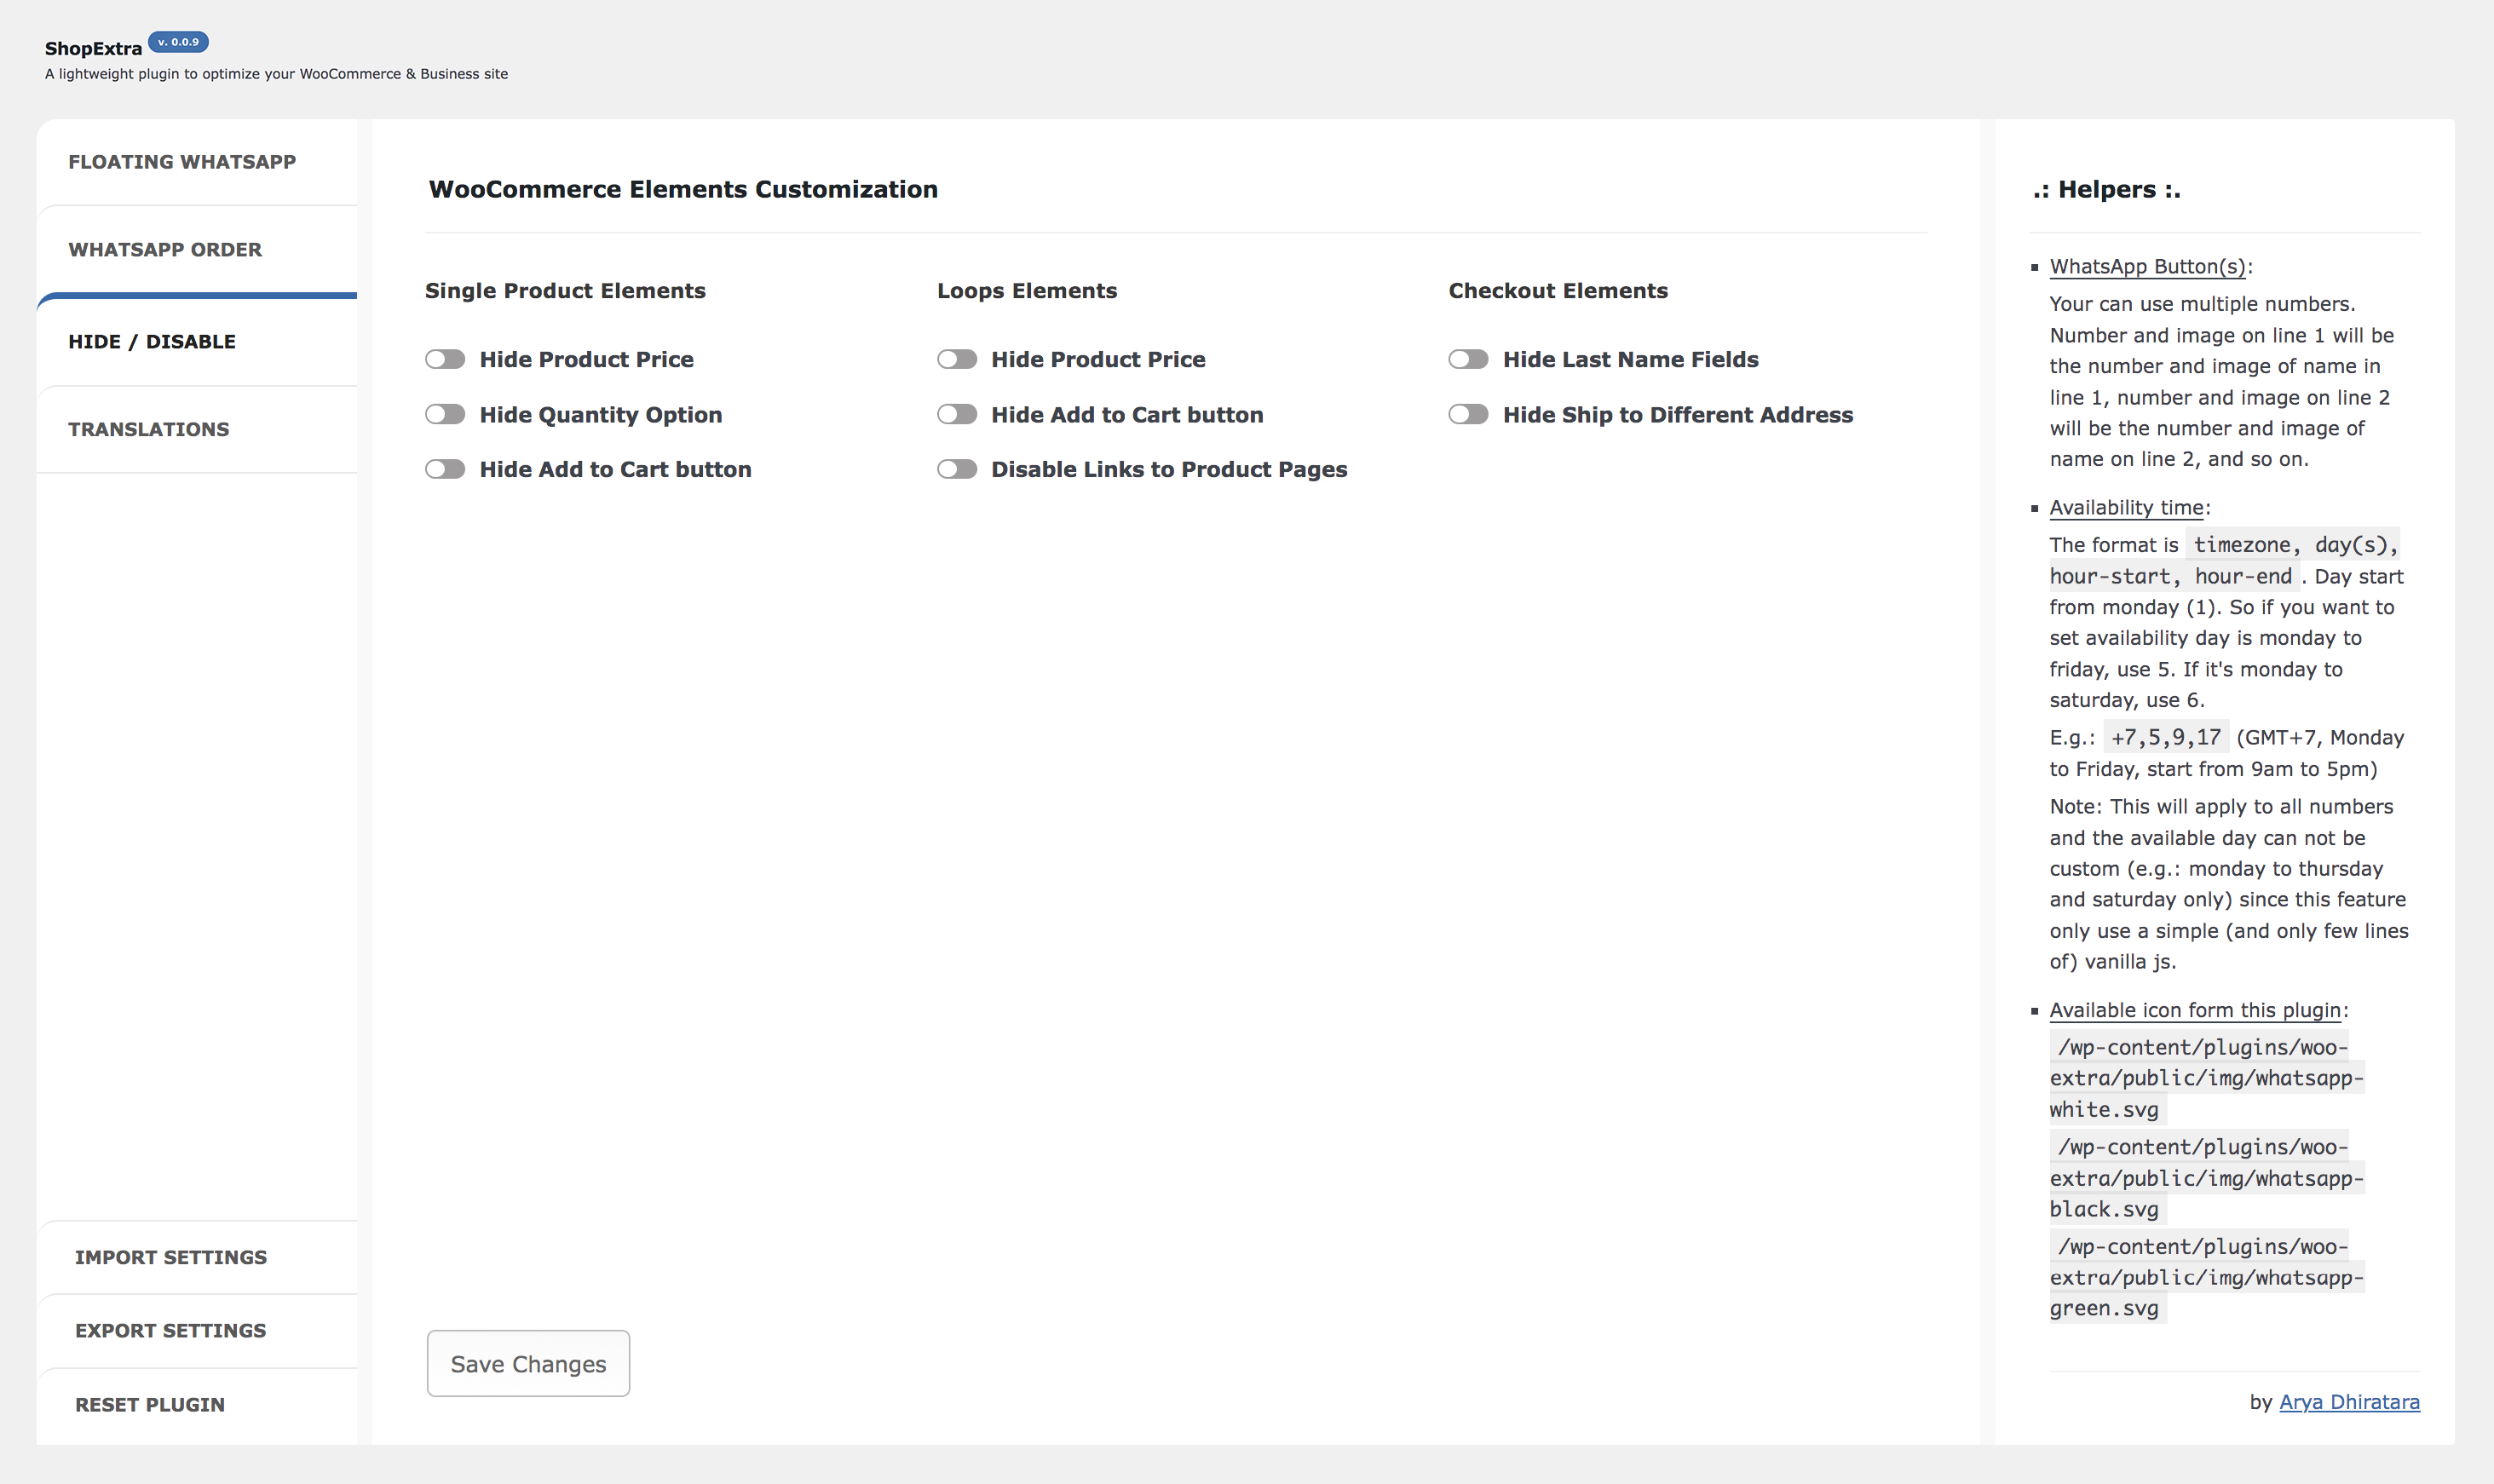 ShopExtra v. 0.0.9
A lightweight plugin to optimize your WooCommerce & Business site
FLOATING WHATSAPP
WHATSAPP ORDER
HIDE / DISABLE
TRANSLATIONS
IMPORT SETTINGS
EXPORT SETTINGS
RESET PLUGIN
WooCommerce Elements Customization
Single Product Elements
Hide Product Price
Hide Quantity Option
Hide Add to Cart button
Loops Elements
Hide Product Price
Hide Add to Cart button
Disable Links to Product Pages
Checkout Elements
Hide Last Name Fields
Hide Ship to Different Address
Save Changes
.: Helpers :.
WhatsApp Button(s):
Your can use multiple numbers.
Number and image on line 1 will be
the number and image of name in
line 1, number and image on line 2
will be the number and image of
name on line 2, and so on.
Availability time:
The format is timezone, day(s),
hour-start, hour-end . Day start
from monday (1). So if you want to
set availability day is monday to
friday, use 5. If it's monday to
saturday, use 6.
E.g.: +7,5,9,17 (GMT+7, Monday
to Friday, start from 9am to 5pm)
Note: This will apply to all numbers
and the available day can not be
custom (e.g.: monday to thursday
and saturday only) since this feature
only use a simple (and only few lines
of) vanilla js.
Available icon form this plugin:
/wp-content/plugins/woo-
extra/public/img/whatsapp-
white.svg
/wp-content/plugins/woo-
extra/public/img/whatsapp-
black.svg
/wp-content/plugins/woo-
extra/public/img/whatsapp-
green.svg
by Arya Dhiratara